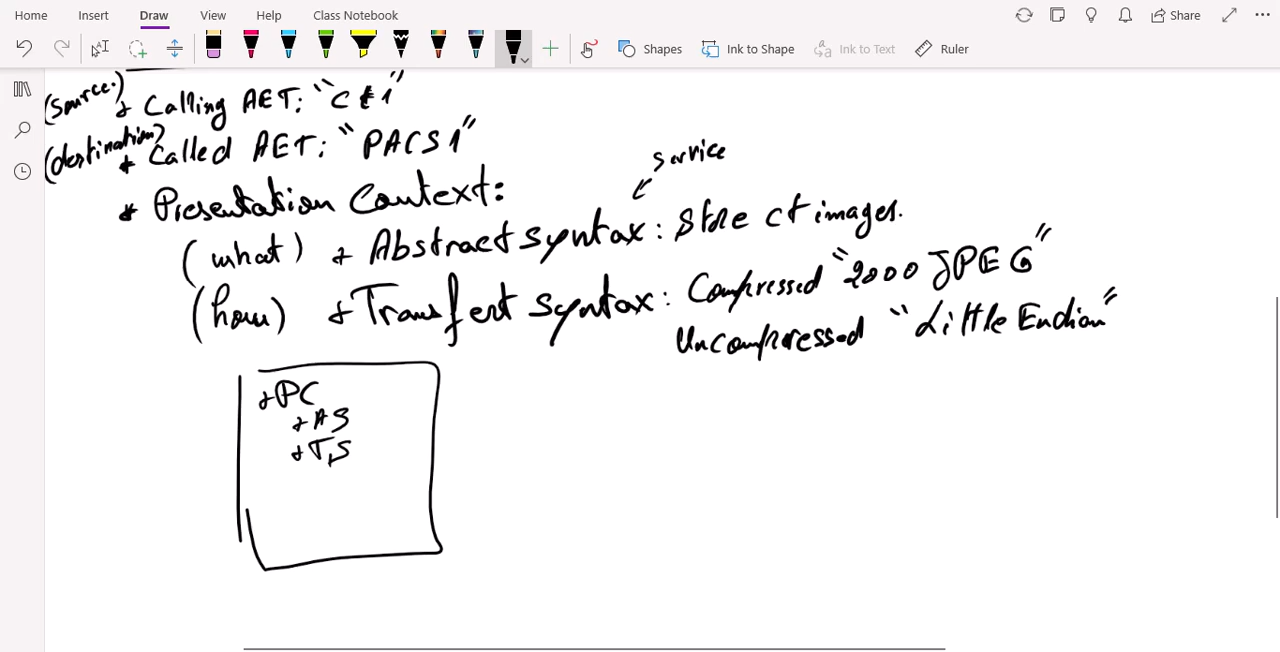 Home Insert Draw View Help Class Notebook Share
Shapes Ink to Shape Ink to Text Ruler
(source) + Calling AET: "Ct1"
(destination) + Called AET: "PACS1"
service
* Presentation Context:
(what) + Abstract syntax: Store ct images.
(how) + Transfert syntax: Compressed "2000 JPEG"
Uncompressed "Little Endian"
+ PC
+ AS
+ TS